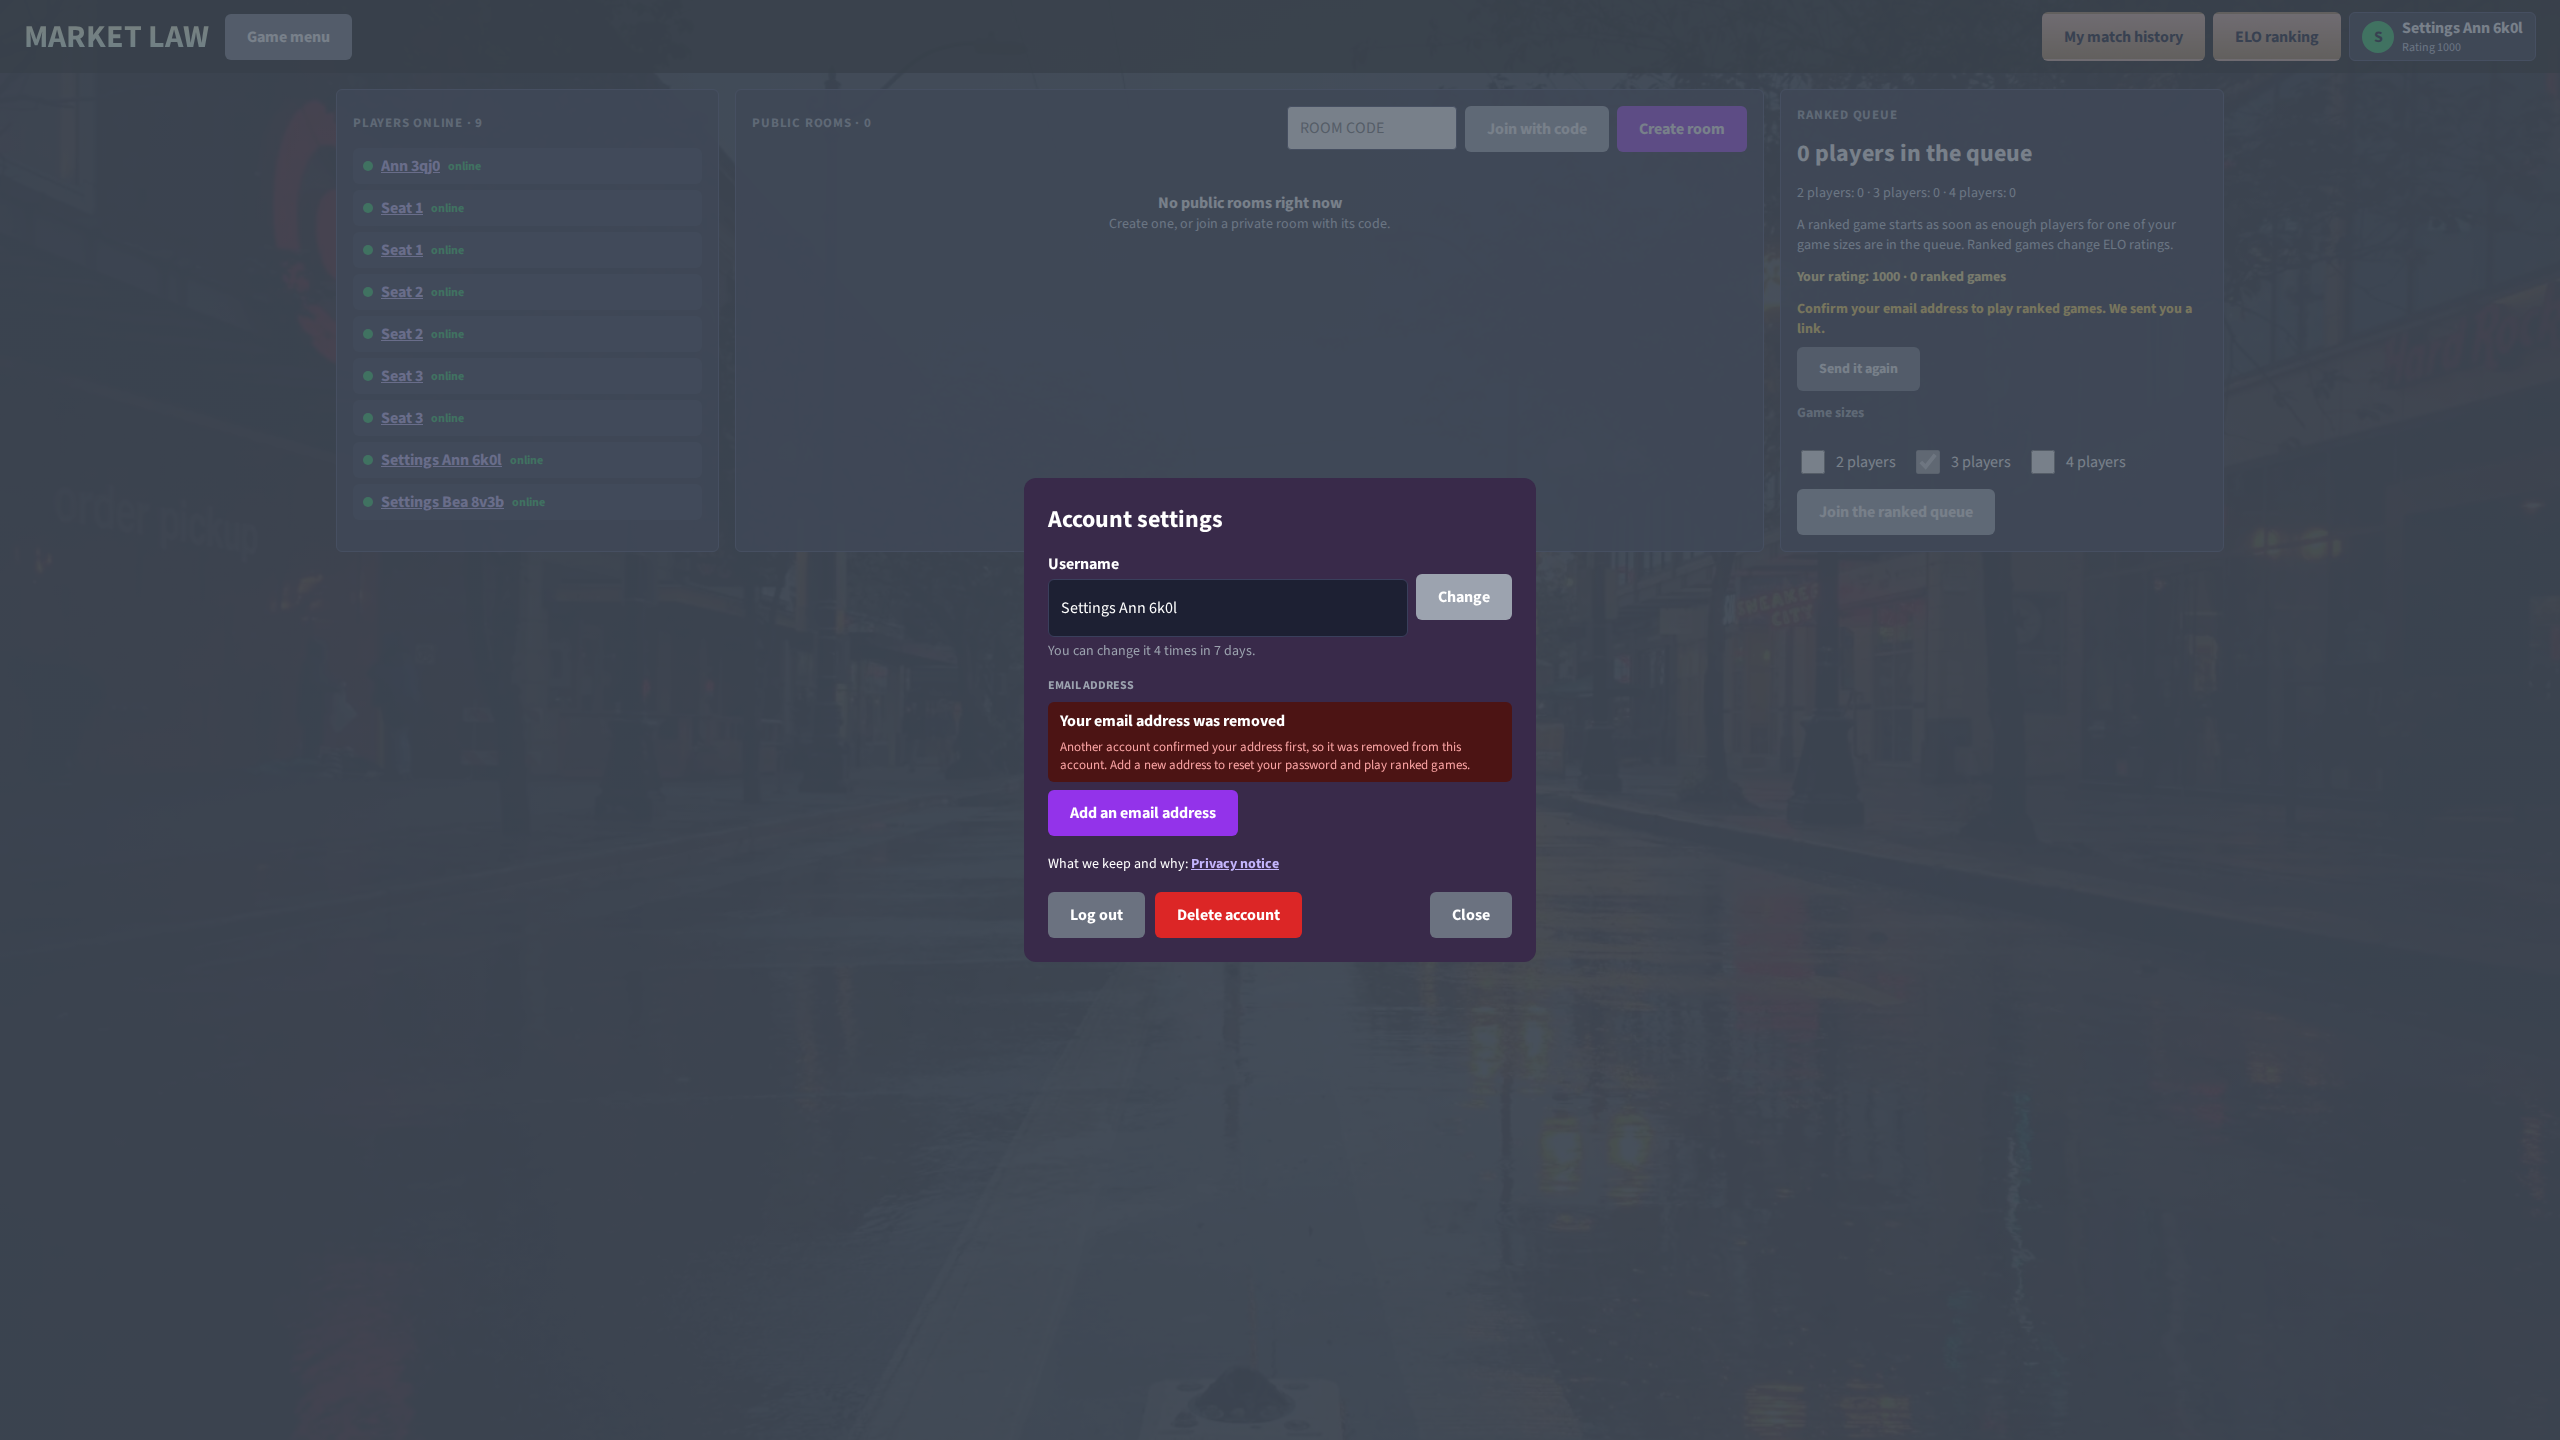 MARKET LAW
Game menu
My match history
ELO ranking
S
Settings Ann 6k0l
Rating 1000
PLAYERS ONLINE · 9
Ann 3qj0 online
Seat 1 online
Seat 1 online
Seat 2 online
Seat 2 online
Seat 3 online
Seat 3 online
Settings Ann 6k0l online
Settings Bea 8v3b online
PUBLIC ROOMS · 0
ROOM CODE
Join with code
Create room
No public rooms right now
Create one, or join a private room with its code.
RANKED QUEUE
0 players in the queue
2 players: 0 · 3 players: 0 · 4 players: 0
A ranked game starts as soon as enough players for one of your
game sizes are in the queue. Ranked games change ELO ratings.
Your rating: 1000 · 0 ranked games
Confirm your email address to play ranked games. We sent you a
link.
Send it again
Game sizes
2 players
3 players
4 players
Join the ranked queue
order pickup
SNEAKER
CITY
Account settings
Username
Settings Ann 6k0l
Change
You can change it 4 times in 7 days.
EMAIL ADDRESS
Your email address was removed
Another account confirmed your address first, so it was removed from this
account. Add a new address to reset your password and play ranked games.
Add an email address
What we keep and why: Privacy notice
Log out
Delete account
Close